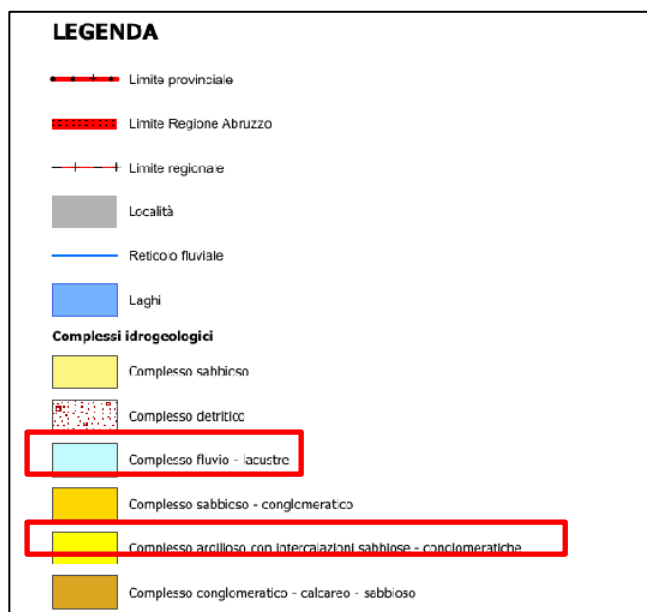 LEGENDA
Limite provinciale
Limite Regione Abruzzo
Limite regionale
Località
Reticolo fluviale
Laghi
Complessi idrogeologici
Complesso sabbioso
Complesso detritico
Complesso fluvio - lacustre
Complesso sabbioso - conglomeratico
Complesso argilloso con intercalazioni sabbiose - conglomeratiche
Complesso conglomeratico - calcareo - sabbioso